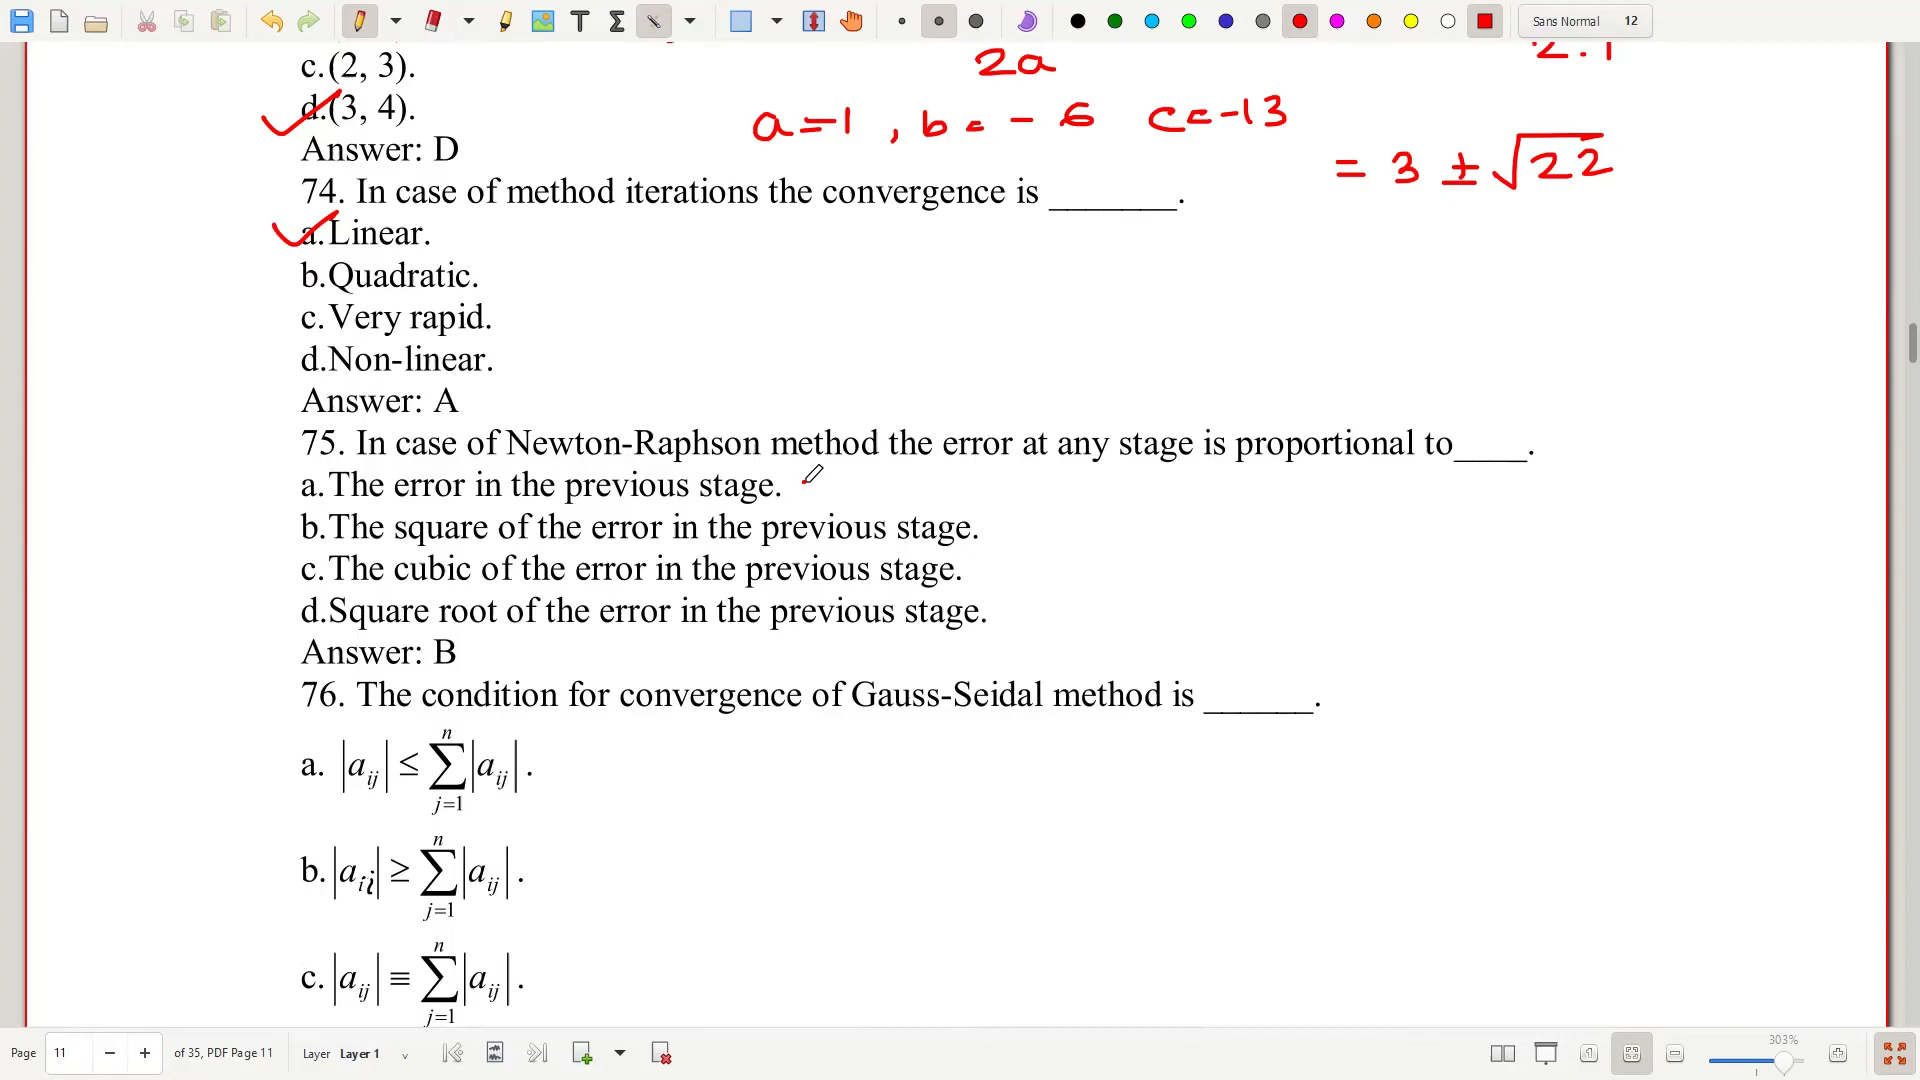 Sans Normal 12
c.(2, 3).
2a
2.1
d.(3, 4).
a=1 , b = - 6 c = -13
Answer: D
= 3 ± √22
74. In case of method iterations the convergence is _______.
a.Linear.
b.Quadratic.
c.Very rapid.
d.Non-linear.
Answer: A
75. In case of Newton-Raphson method the error at any stage is proportional to____.
a.The error in the previous stage.
b.The square of the error in the previous stage.
c.The cubic of the error in the previous stage.
d.Square root of the error in the previous stage.
Answer: B
76. The condition for convergence of Gauss-Seidal method is ______.
a. |a_ij| ≤ ∑_{j=1}^{n} |a_ij| .
b. |a_ii| ≥ ∑_{j=1}^{n} |a_ij| .
c. |a_ij| ≡ ∑_{j=1}^{n} |a_ij| .
Page 11 of 35, PDF Page 11 Layer Layer 1 303%